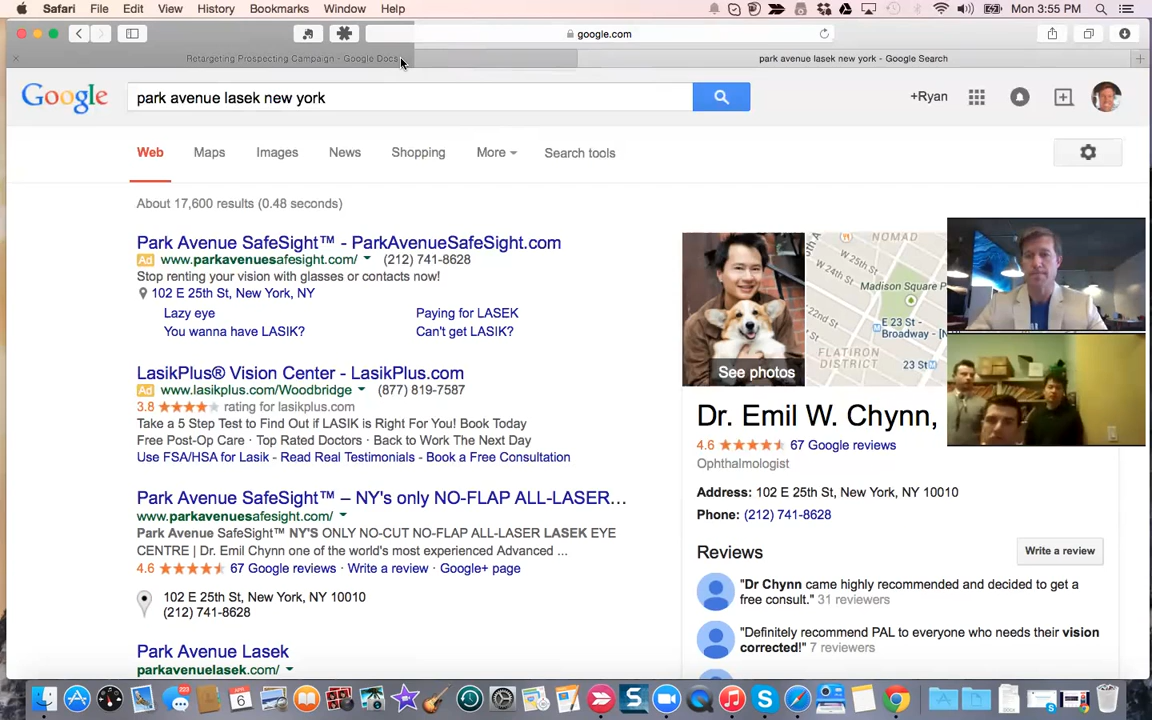 Safari File Edit View History Bookmarks Window Help
Mon 3:55 PM
google.com
Retargeting Prospecting Campaign - Google Docs
park avenue lasek new york - Google Search
Google
park avenue lasek new york
+Ryan
Web Maps Images News Shopping More Search tools
About 17,600 results (0.48 seconds)
Park Avenue SafeSight™ - ParkAvenueSafeSight.com
Ad www.parkavenuesafesight.com/ (212) 741-8628
Stop renting your vision with glasses or contacts now!
102 E 25th St, New York, NY
Lazy eye Paying for LASEK
You wanna have LASIK? Can't get LASIK?
LasikPlus® Vision Center - LasikPlus.com
Ad www.lasikplus.com/Woodbridge (877) 819-7587
3.8 rating for lasikplus.com
Take a 5 Step Test to Find Out if LASIK is Right For You! Book Today
Free Post-Op Care · Top Rated Doctors · Back to Work The Next Day
Use FSA/HSA for Lasik - Read Real Testimonials - Book a Free Consultation
Park Avenue SafeSight™ – NY's only NO-FLAP ALL-LASER…
www.parkavenuesafesight.com/
Park Avenue SafeSight™ NY'S ONLY NO-CUT NO-FLAP ALL-LASER LASEK EYE
CENTRE | Dr. Emil Chynn one of the world's most experienced Advanced ...
4.6 67 Google reviews · Write a review · Google+ page
102 E 25th St, New York, NY 10010
(212) 741-8628
Park Avenue Lasek
parkavenuelasek.com/
See photos
NOMAD
W 24th St
Madison Square P
E 23 St -
Broadway - [N
22nd St
FLATIRON
DISTRICT
23 St
Dr. Emil W. Chynn,
4.6 67 Google reviews
Ophthalmologist
Address: 102 E 25th St, New York, NY 10010
Phone: (212) 741-8628
Reviews
Write a review
"Dr Chynn came highly recommended and decided to get a
free consult." 31 reviewers
"Definitely recommend PAL to everyone who needs their vision
corrected!" 7 reviewers
203
6